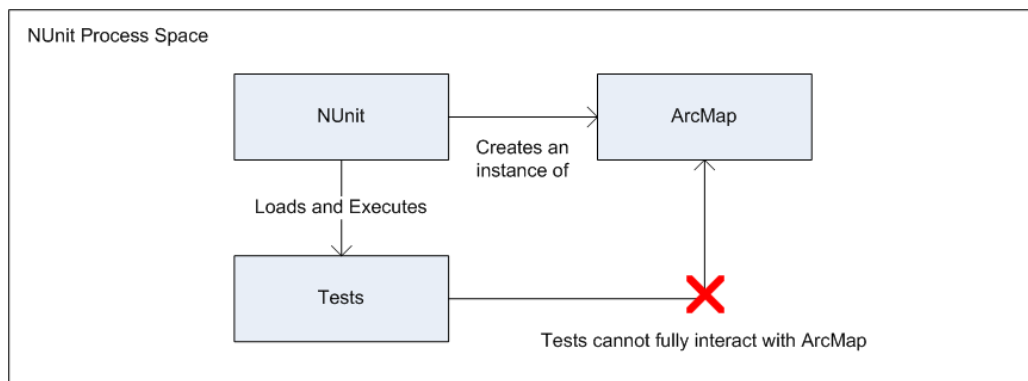 NUnit Process Space
NUnit
ArcMap
Creates an
instance of
Loads and Executes
Tests
Tests cannot fully interact with ArcMap